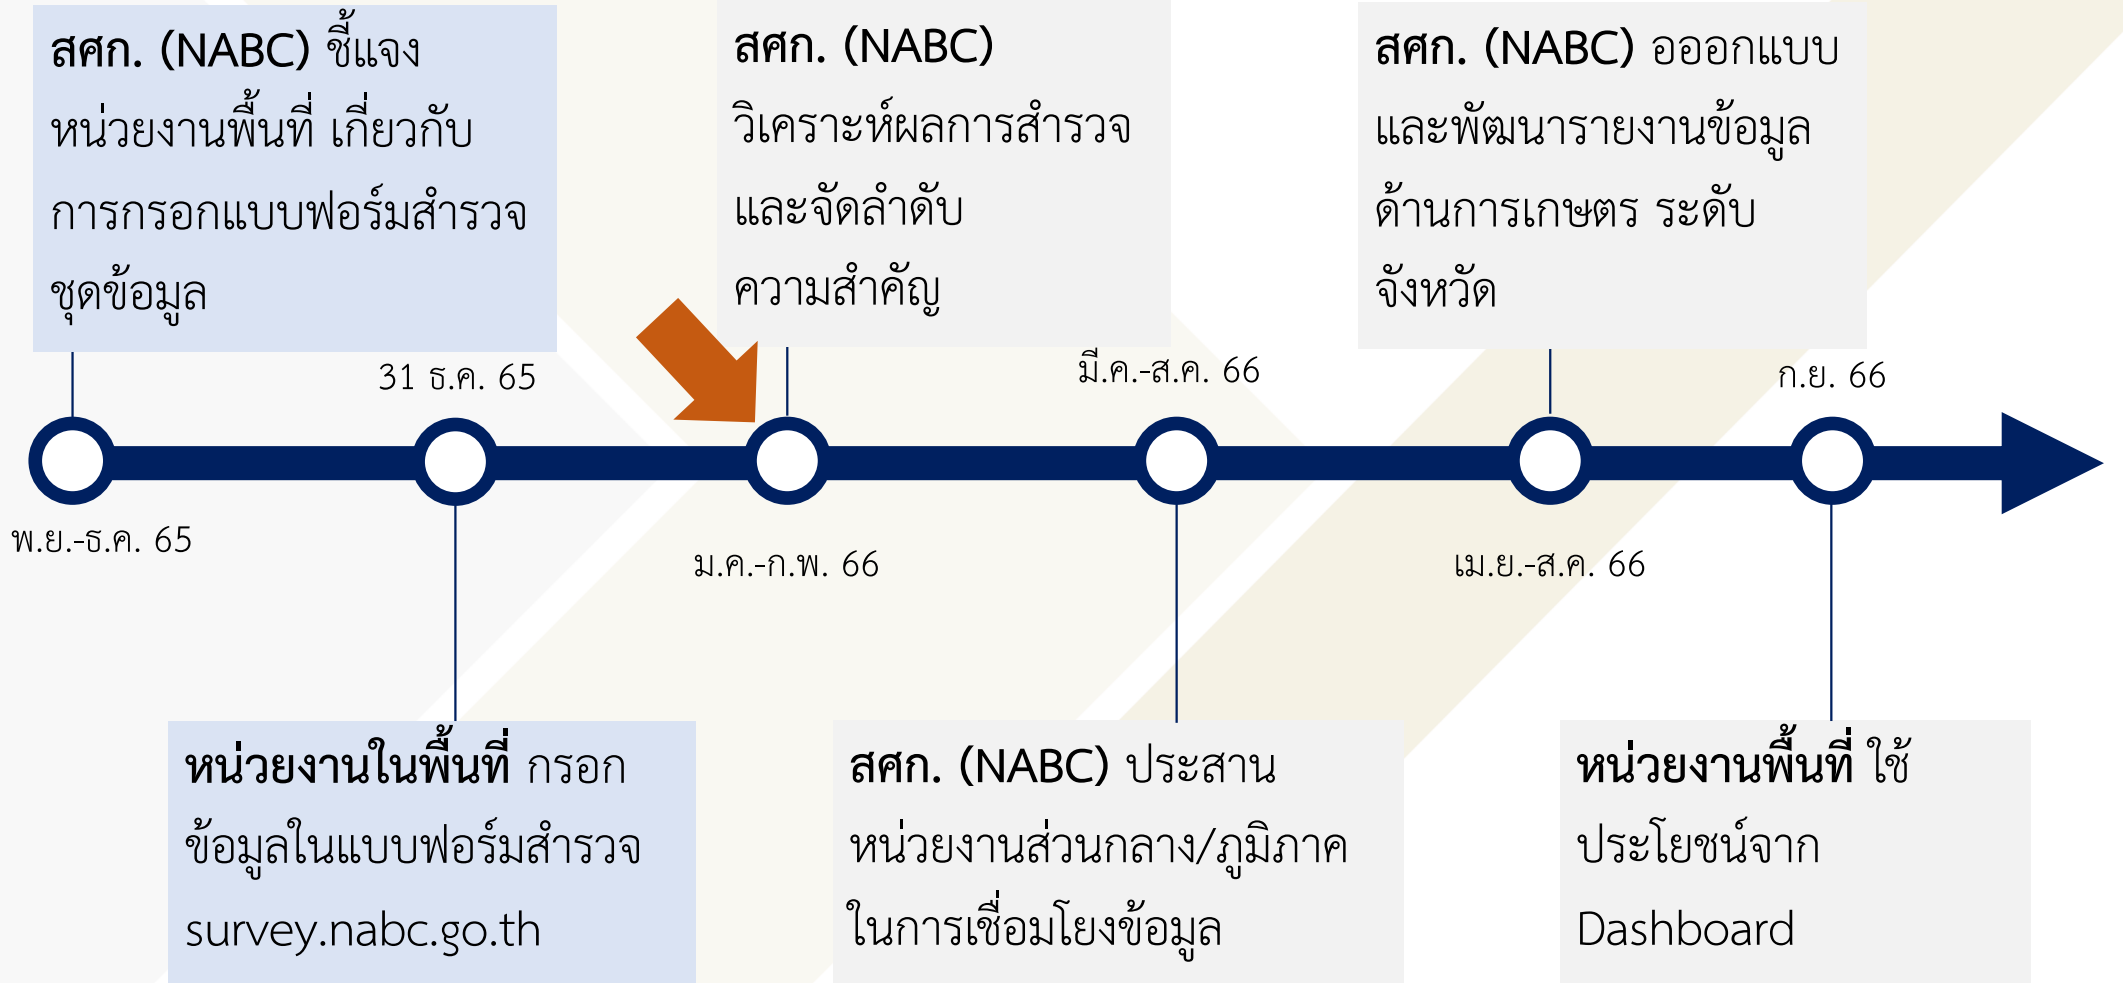 สศก. (NABC) ชี้แจง
หน่วยงานพื้นที่ เกี่ยวกับ
การกรอกแบบฟอร์มสำรวจ
ชุดข้อมูล
พ.ย.-ธ.ค. 65
31 ธ.ค. 65
หน่วยงานในพื้นที่ กรอก
ข้อมูลในแบบฟอร์มสำรวจ
survey.nabc.go.th
สศก. (NABC)
วิเคราะห์ผลการสำรวจ
และจัดลำดับ
ความสำคัญ
ม.ค.-ก.พ. 66
มี.ค.-ส.ค. 66
สศก. (NABC) ประสาน
หน่วยงานส่วนกลาง/ภูมิภาค
ในการเชื่อมโยงข้อมูล
สศก. (NABC) อออกแบบ
และพัฒนารายงานข้อมูล
ด้านการเกษตร ระดับ
จังหวัด
เม.ย.-ส.ค. 66
ก.ย. 66
หน่วยงานพื้นที่ ใช้
ประโยชน์จาก
Dashboard